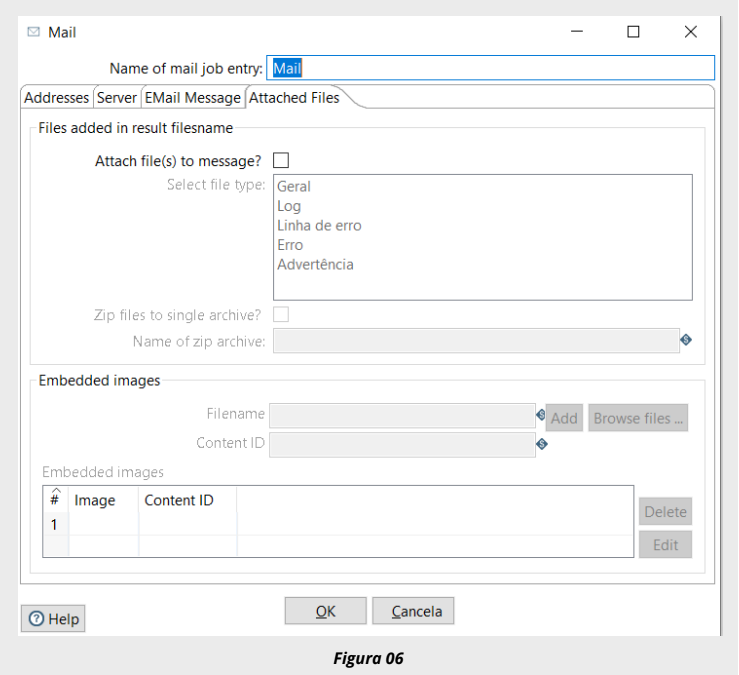 Mail
Name of mail job entry: Mail
Addresses Server EMail Message Attached Files
Files added in result filesname
Attach file(s) to message?
Select file type:
Geral
Log
Linha de erro
Erro
Advertência
Zip files to single archive?
Name of zip archive:
Embedded images
Filename Add Browse files ...
Content ID
Embedded images
# Image Content ID
1
Delete
Edit
OK Cancela
Help
Figura 06